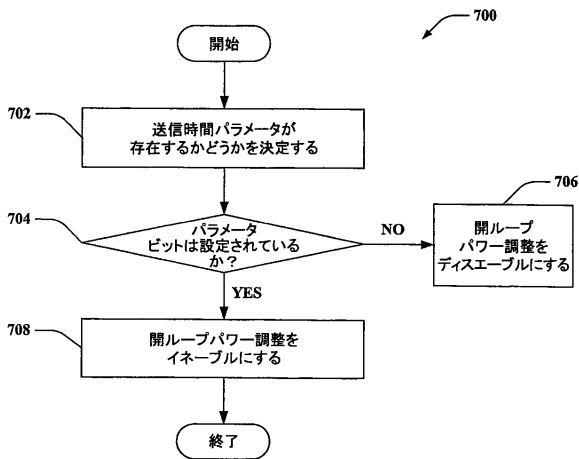 700
開始
702
送信時間パラメータが
存在するかどうかを決定する
704
パラメータ
ビットは設定されている
か?
NO
706
開ループ
パワー調整を
ディスエーブルにする
YES
708
開ループパワー調整を
イネーブルにする
終了